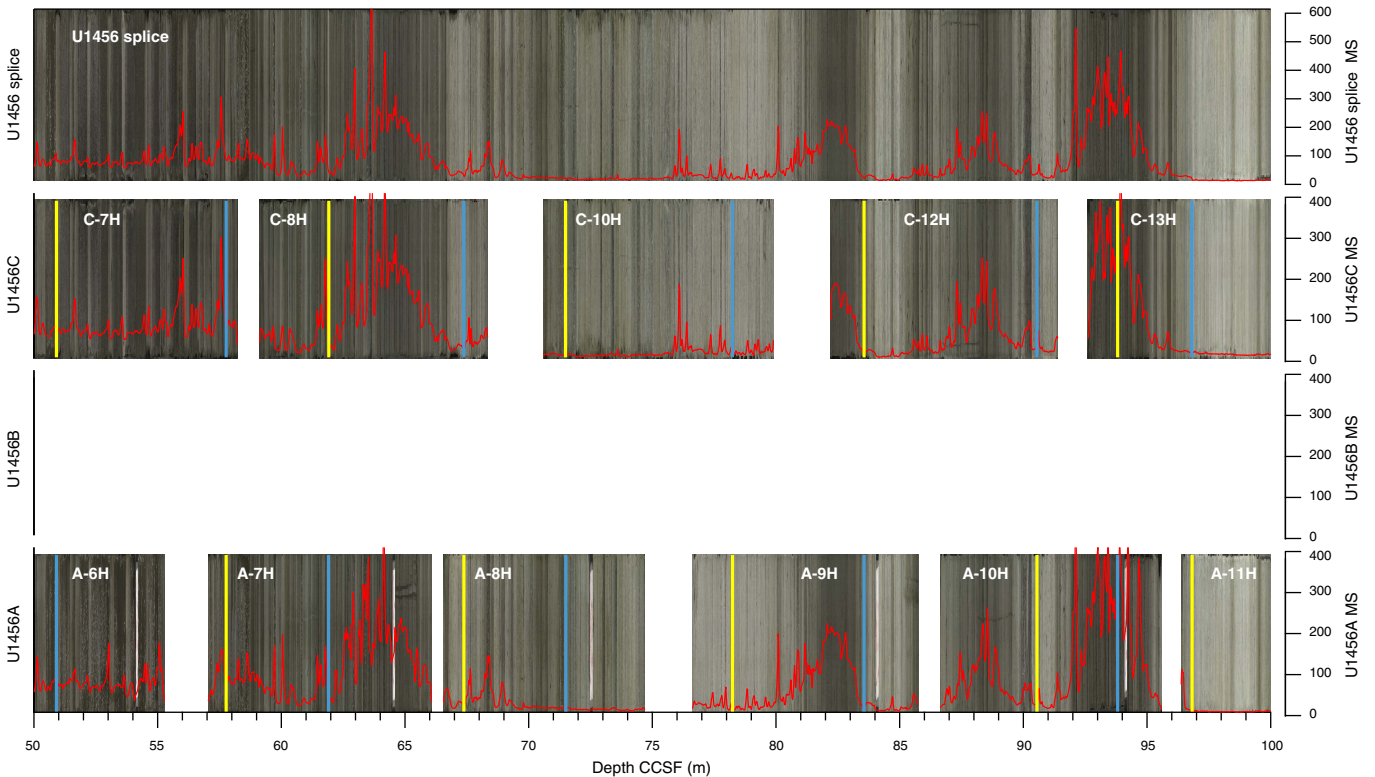 U1456 splice
U1456 splice
600
500
400
300
200
100
0
U1456 splice MS
U1456C
C-7H
C-8H
C-10H
C-12H
C-13H
400
300
200
100
0
U1456C MS
U1456B
400
300
200
100
0
U1456B MS
U1456A
A-6H
A-7H
A-8H
A-9H
A-10H
A-11H
400
300
200
100
0
U1456A MS
50 55 60 65 70 75 80 85 90 95 100
Depth CCSF (m)